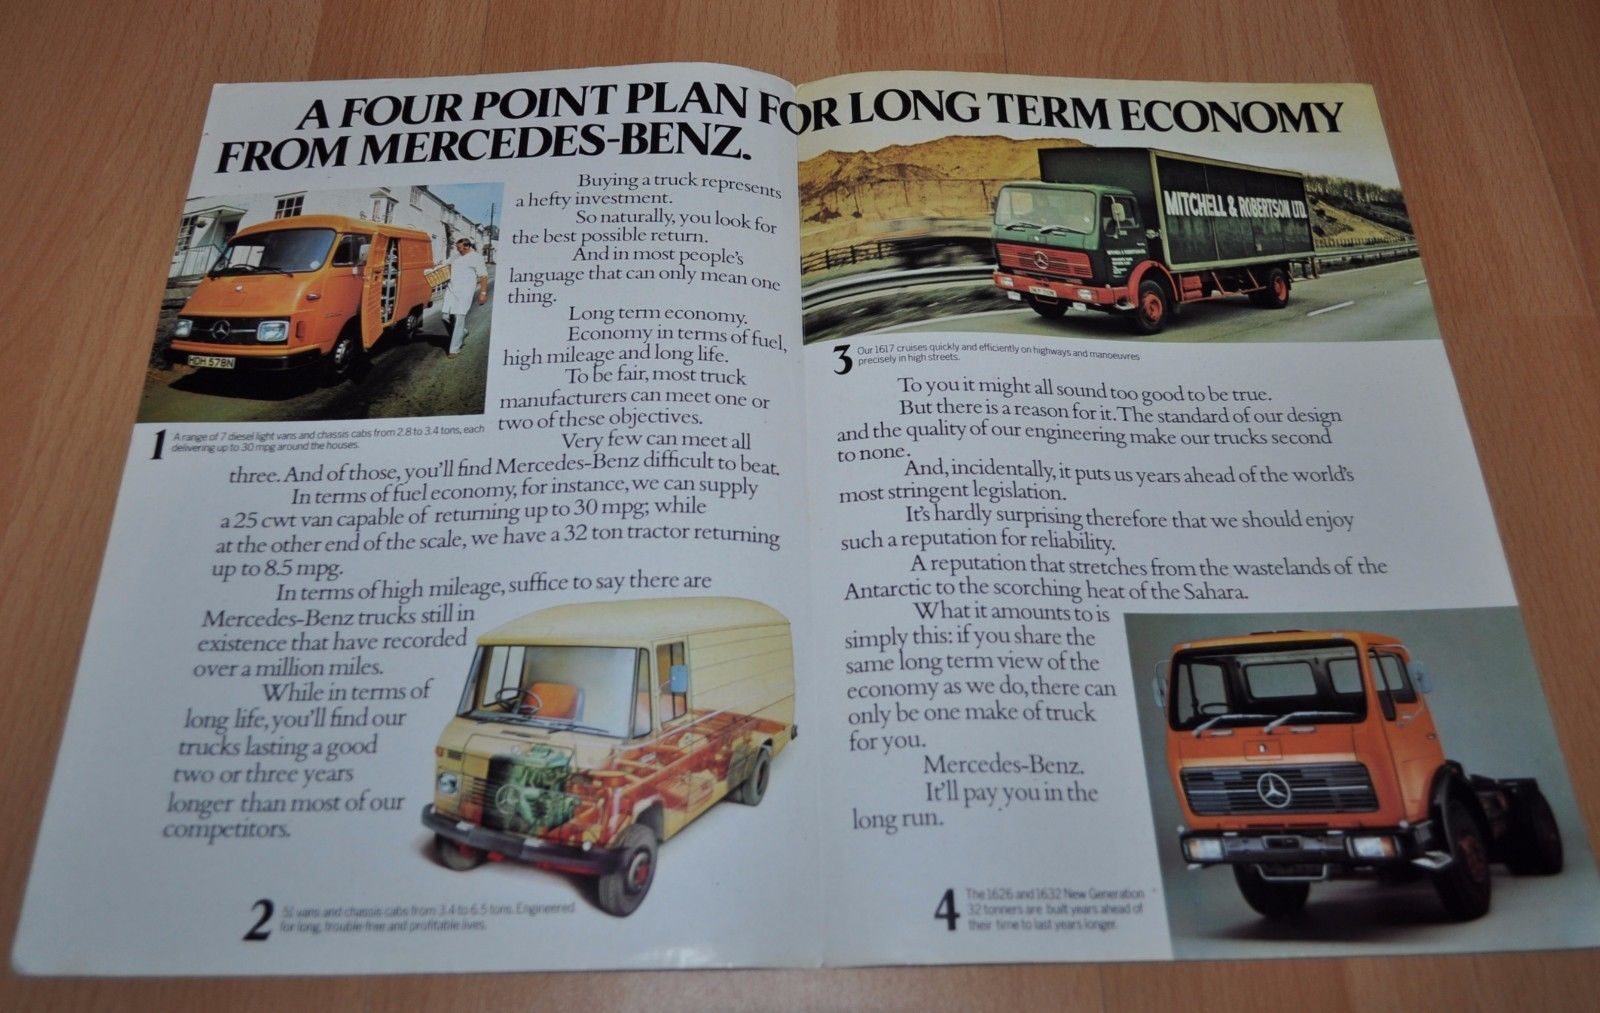 A FOUR POINT PLAN FOR LONG TERM ECONOMY
FROM MERCEDES-BENZ.
HDH 578N
1 A range of 7 diesel light vans and chassis cabs from 2.8 to 3.4 tons, each
delivering up to 30 mpg around the houses.
Buying a truck represents
a hefty investment.
So naturally, you look for
the best possible return.
And in most people's
language that can only mean one
thing.
Long term economy.
Economy in terms of fuel,
high mileage and long life.
To be fair, most truck
manufacturers can meet one or
two of these objectives.
Very few can meet all
three. And of those, you'll find Mercedes-Benz difficult to beat.
In terms of fuel economy, for instance, we can supply
a 25 cwt van capable of returning up to 30 mpg; while
at the other end of the scale, we have a 32 ton tractor returning
up to 8.5 mpg.
In terms of high mileage, suffice to say there are
Mercedes-Benz trucks still in
existence that have recorded
over a million miles.
While in terms of
long life, you'll find our
trucks lasting a good
two or three years
longer than most of our
competitors.
2 vans and chassis cabs from 3.4 to 6.5 tons. Engineered
for long, trouble-free and profitable lives.
MITCHELL & ROBERTSON LTD
3 Our 1617 cruises quickly and efficiently on highways and manoeuvres
precisely in high streets.
To you it might all sound too good to be true.
But there is a reason for it. The standard of our design
and the quality of our engineering make our trucks second
to none.
And, incidentally, it puts us years ahead of the world's
most stringent legislation.
It's hardly surprising therefore that we should enjoy
such a reputation for reliability.
A reputation that stretches from the wastelands of the
Antarctic to the scorching heat of the Sahara.
What it amounts to is
simply this: if you share the
same long term view of the
economy as we do, there can
only be one make of truck
for you.
Mercedes-Benz.
It'll pay you in the
long run.
4 The 1626 and 1632 New Generation
32 tonners are built years ahead of
their time to last years longer.